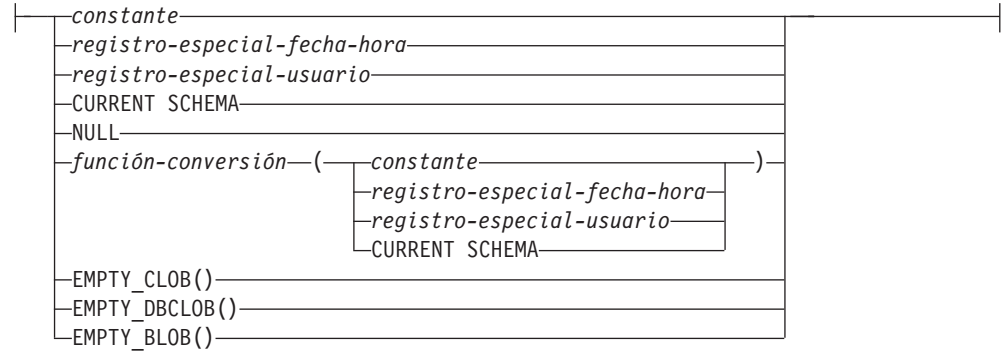 constante
registro-especial-fecha-hora
registro-especial-usuario
CURRENT SCHEMA
NULL
función-conversión ( constante )
registro-especial-fecha-hora
registro-especial-usuario
CURRENT SCHEMA
EMPTY_CLOB()
EMPTY_DBCLOB()
EMPTY_BLOB()